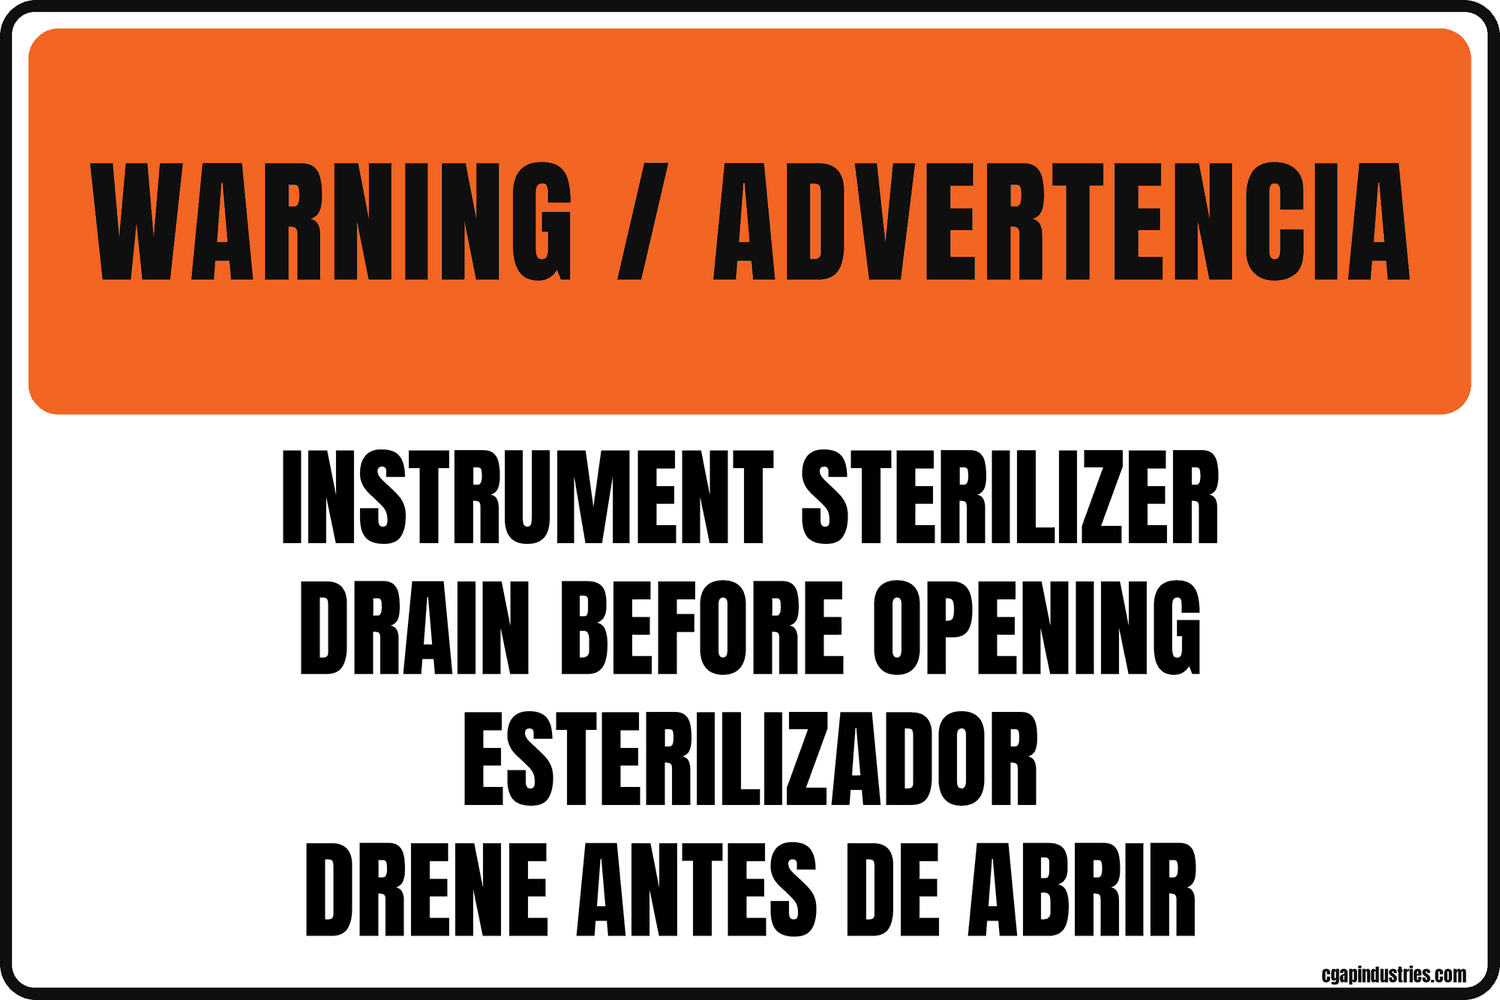 WARNING / ADVERTENCIA
INSTRUMENT STERILIZER
DRAIN BEFORE OPENING
ESTERILIZADOR
DRENE ANTES DE ABRIR
cgapindustries.com